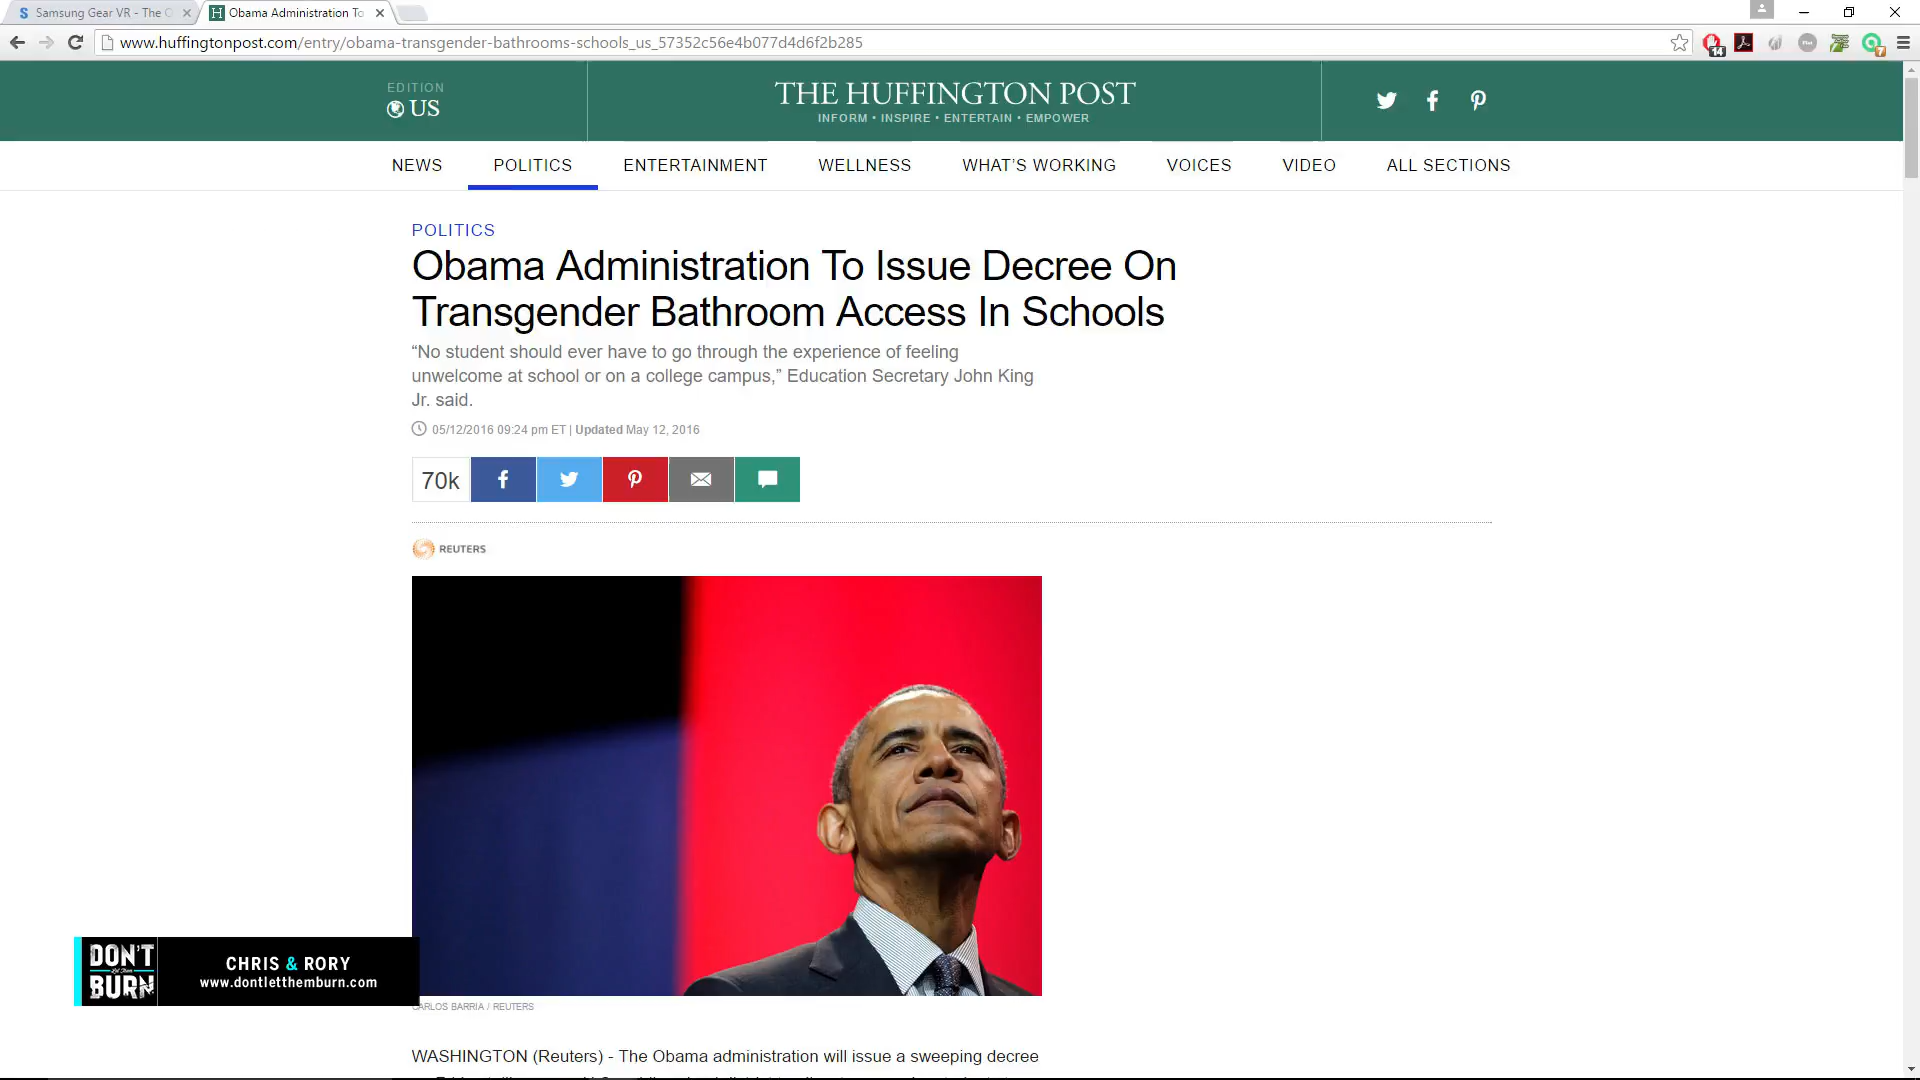 Samsung Gear VR - The O
Obama Administration To
www.huffingtonpost.com/entry/obama-transgender-bathrooms-schools_us_57352c56e4b077d4d6f2b285
14
7
EDITION
US
THE HUFFINGTON POST
INFORM • INSPIRE • ENTERTAIN • EMPOWER
NEWS
POLITICS
ENTERTAINMENT
WELLNESS
WHAT'S WORKING
VOICES
VIDEO
ALL SECTIONS
POLITICS
Obama Administration To Issue Decree On
Transgender Bathroom Access In Schools
“No student should ever have to go through the experience of feeling
unwelcome at school or on a college campus,” Education Secretary John King
Jr. said.
05/12/2016 09:24 pm ET | Updated May 12, 2016
70k
REUTERS
DON'T
Let Them
BURN
CHRIS & RORY
www.dontletthemburn.com
CARLOS BARRIA / REUTERS
WASHINGTON (Reuters) - The Obama administration will issue a sweeping decree